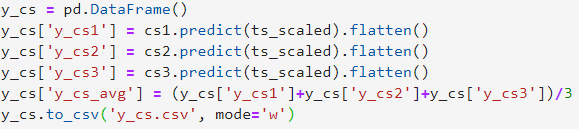 y_cs = pd.DataFrame()
y_cs['y_cs1'] = cs1.predict(ts_scaled).flatten()
y_cs['y_cs2'] = cs2.predict(ts_scaled).flatten()
y_cs['y_cs3'] = cs3.predict(ts_scaled).flatten()
y_cs['y_cs_avg'] = (y_cs['y_cs1']+y_cs['y_cs2']+y_cs['y_cs3'])/3
y_cs.to_csv('y_cs.csv', mode='w')